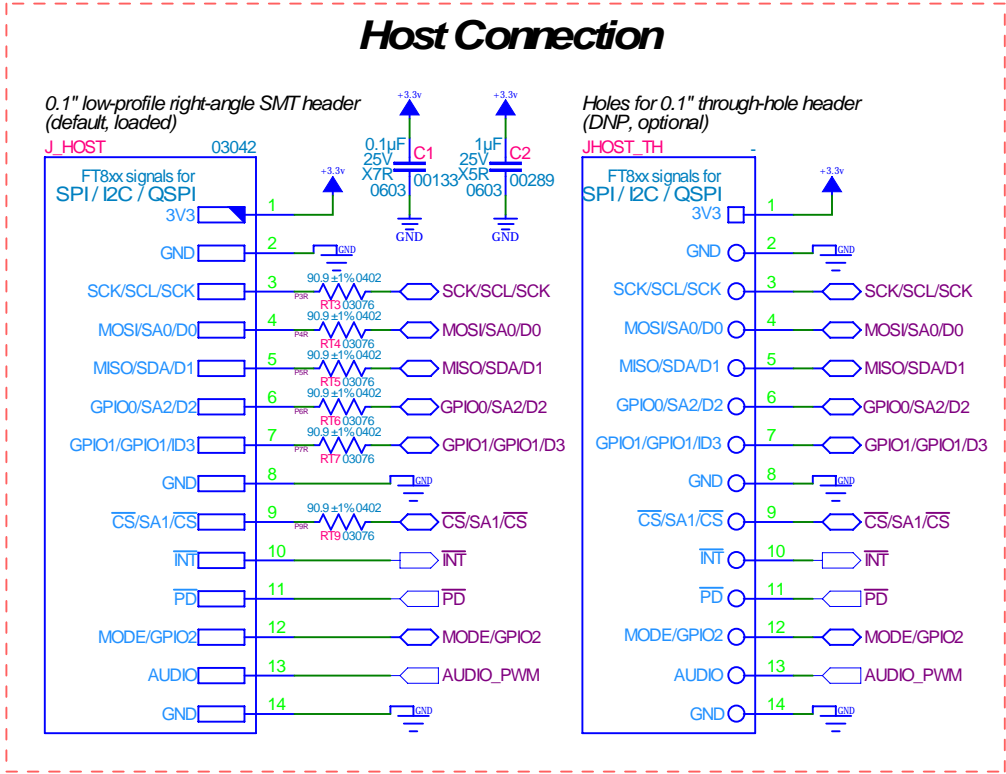 Host Connection
0.1" low-profile right-angle SMT header
(default, loaded)
J_HOST 03042
FT8xx signals for
SPI / I2C / QSPI
+3.3v
3V3 1
GND 2 GND
SCK/SCL/SCK 3 P3R 90.9 ±1% 0402 RT3 03076 SCK/SCL/SCK
MOSI/SA0/D0 4 P4R 90.9 ±1% 0402 RT4 03076 MOSI/SA0/D0
MISO/SDA/D1 5 P5R 90.9 ±1% 0402 RT5 03076 MISO/SDA/D1
GPIO0/SA2/D2 6 P6R 90.9 ±1% 0402 RT6 03076 GPIO0/SA2/D2
GPIO1/GPIO1/ID3 7 P7R 90.9 ±1% 0402 RT7 03076 GPIO1/GPIO1/D3
GND 8 GND
CS/SA1/CS 9 P9R 90.9 ±1% 0402 RT9 03076 CS/SA1/CS
INT 10 INT
PD 11 PD
MODE/GPIO2 12 MODE/GPIO2
AUDIO 13 AUDIO_PWM
GND 14 GND
+3.3v
0.1µF
25V C1
X7R 00133
0603
GND
+3.3v
1µF
25V C2
X5R 00289
0603
GND
Holes for 0.1" through-hole header
(DNP, optional)
JHOST_TH -
FT8xx signals for
SPI / I2C / QSPI
+3.3v
3V3 1
GND 2 GND
SCK/SCL/SCK 3 SCK/SCL/SCK
MOSI/SA0/D0 4 MOSI/SA0/D0
MISO/SDA/D1 5 MISO/SDA/D1
GPIO0/SA2/D2 6 GPIO0/SA2/D2
GPIO1/GPIO1/ID3 7 GPIO1/GPIO1/D3
GND 8 GND
CS/SA1/CS 9 CS/SA1/CS
INT 10 INT
PD 11 PD
MODE/GPIO2 12 MODE/GPIO2
AUDIO 13 AUDIO_PWM
GND 14 GND